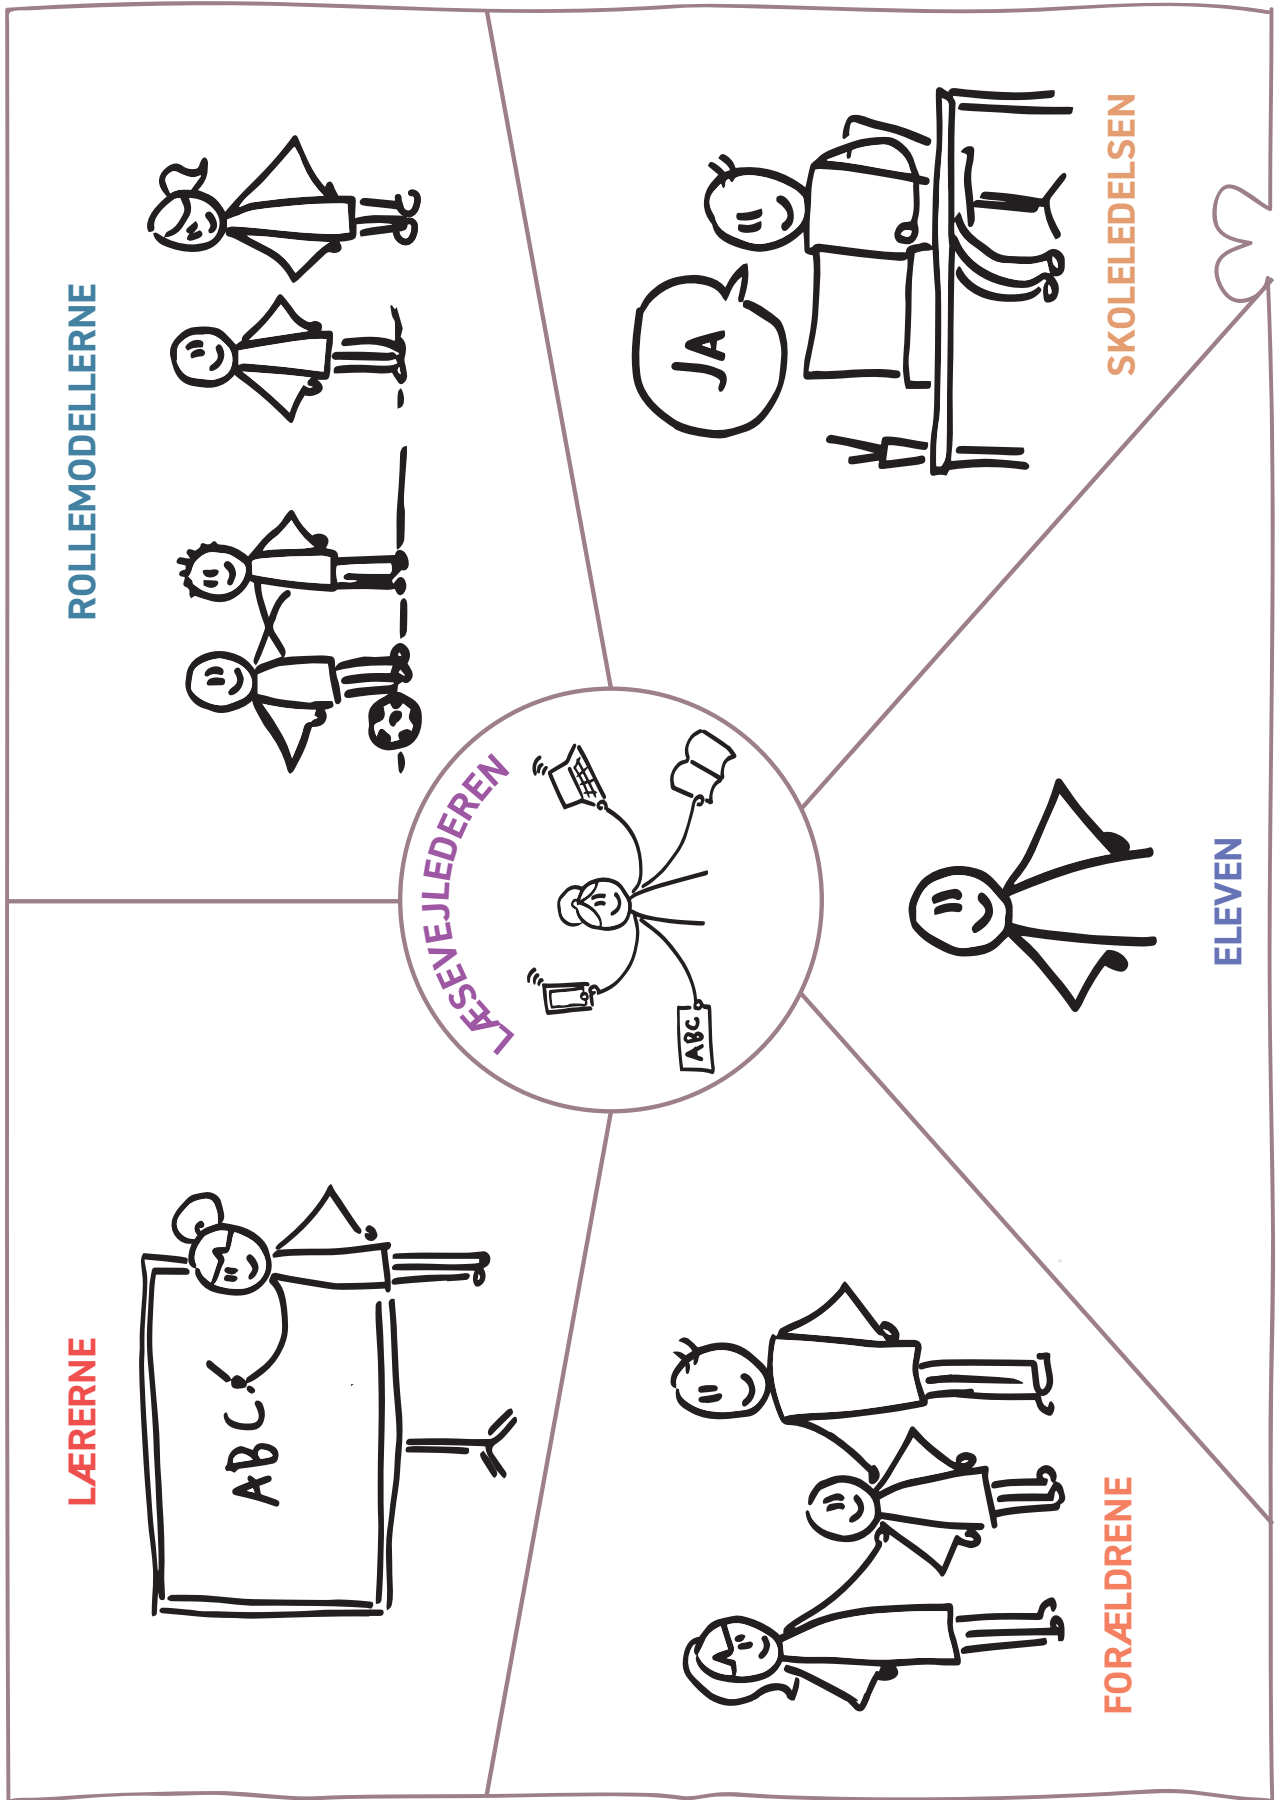 LÆRERNE
ABC
ROLLEMODELLERNE
LÆSEVEJLEDEREN
ABC
JA
FORÆLDRENE
ELEVEN
SKOLELEDELSEN